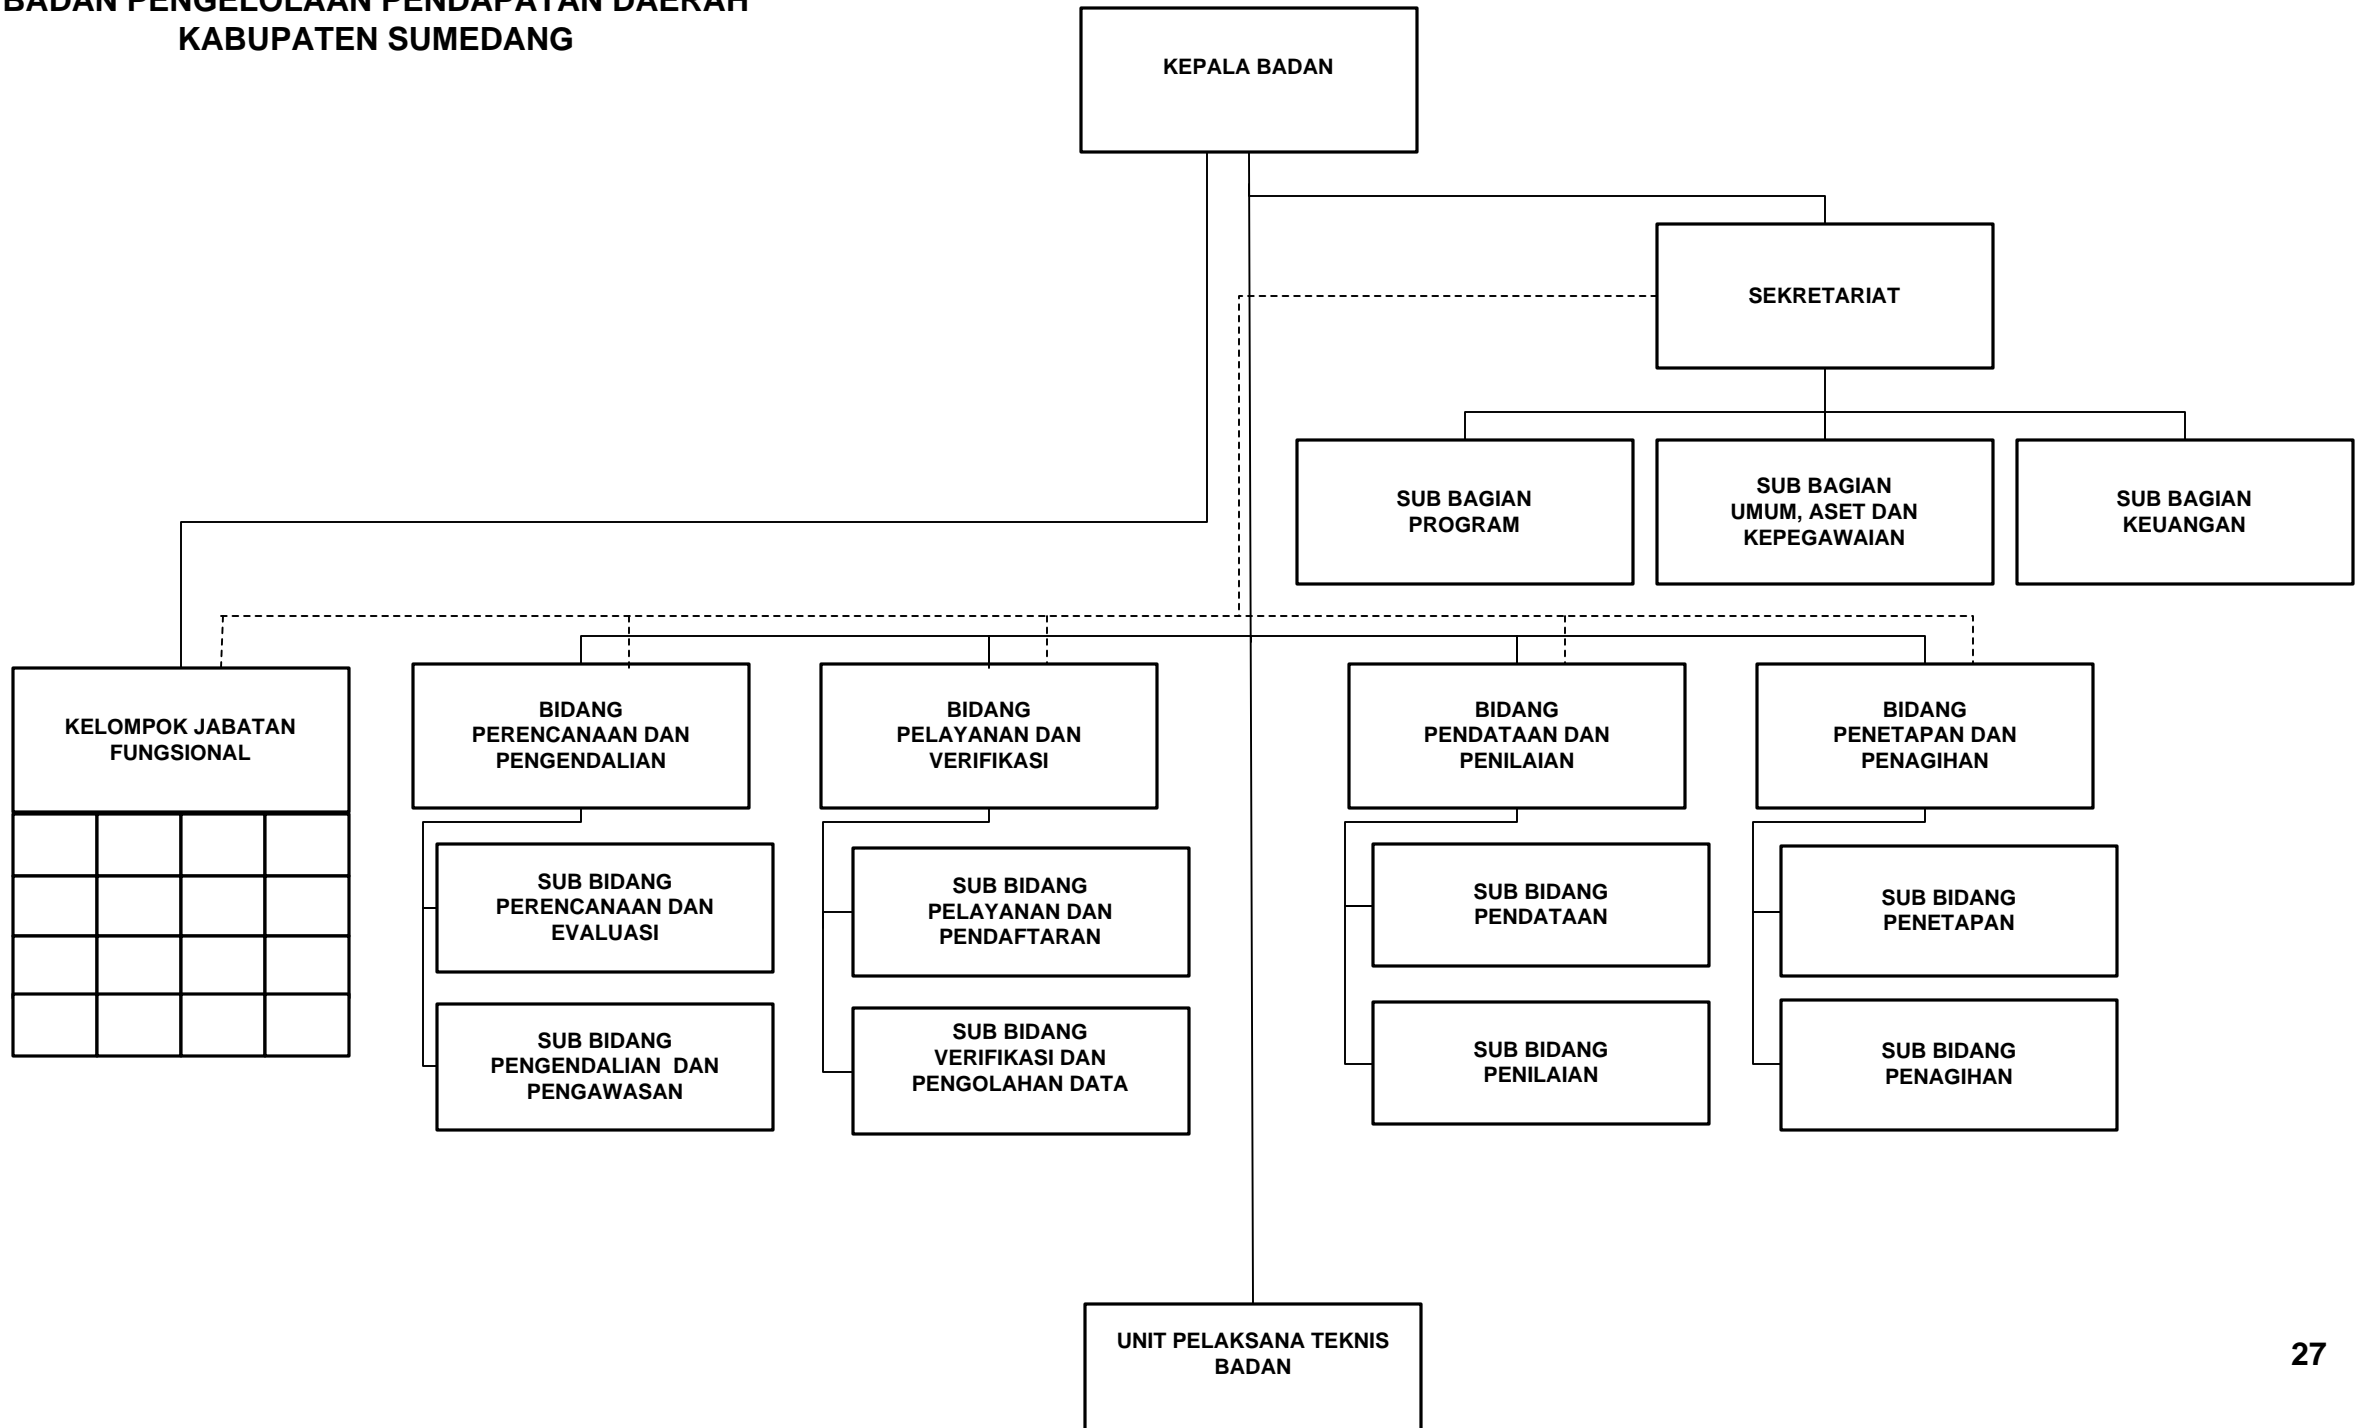 BADAN PENGELOLAAN PENDAPATAN DAERAH
KABUPATEN SUMEDANG
KEPALA BADAN
SEKRETARIAT
SUB BAGIAN
PROGRAM
SUB BAGIAN
UMUM, ASET DAN
KEPEGAWAIAN
SUB BAGIAN
KEUANGAN
KELOMPOK JABATAN
FUNGSIONAL
BIDANG
PERENCANAAN DAN
PENGENDALIAN
BIDANG
PELAYANAN DAN
VERIFIKASI
BIDANG
PENDATAAN DAN
PENILAIAN
BIDANG
PENETAPAN DAN
PENAGIHAN
SUB BIDANG
PERENCANAAN DAN
EVALUASI
SUB BIDANG
PELAYANAN DAN
PENDAFTARAN
SUB BIDANG
PENDATAAN
SUB BIDANG
PENETAPAN
SUB BIDANG
PENGENDALIAN  DAN
PENGAWASAN
SUB BIDANG
VERIFIKASI DAN
PENGOLAHAN DATA
SUB BIDANG
PENILAIAN
SUB BIDANG
PENAGIHAN
UNIT PELAKSANA TEKNIS
BADAN
27